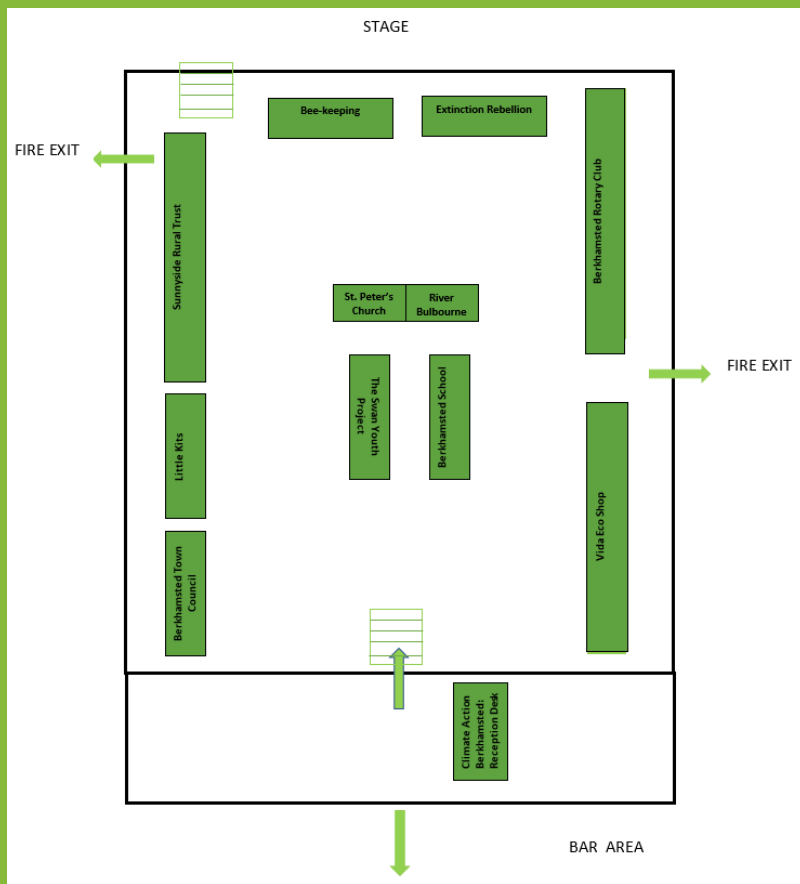 STAGE
Bee-keeping
Extinction Rebellion
FIRE EXIT
Sunnyside Rural Trust
Berkhamsted Rotary Club
St. Peter's
Church
River
Bulbourne
FIRE EXIT
The Swan Youth
Project
Berkhamsted School
Little Kits
Vida Eco Shop
Berkhamsted Town
Council
Climate Action
Berkhamsted:
Reception Desk
BAR AREA